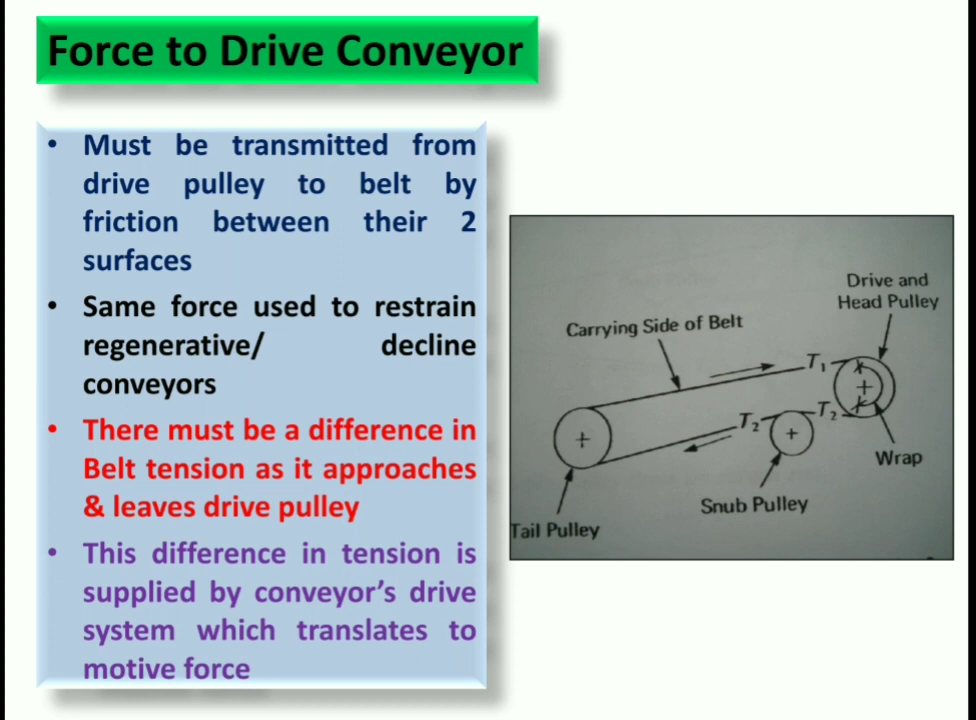 Force to Drive Conveyor
• Must be transmitted from
drive pulley to belt by
friction between their 2
surfaces
• Same force used to restrain
regenerative/ decline
conveyors
• There must be a difference in
Belt tension as it approaches
& leaves drive pulley
• This difference in tension is
supplied by conveyor's drive
system which translates to
motive force
Drive and
Head Pulley
Carrying Side of Belt
T₁
T₂
T₂
Wrap
Snub Pulley
Tail Pulley